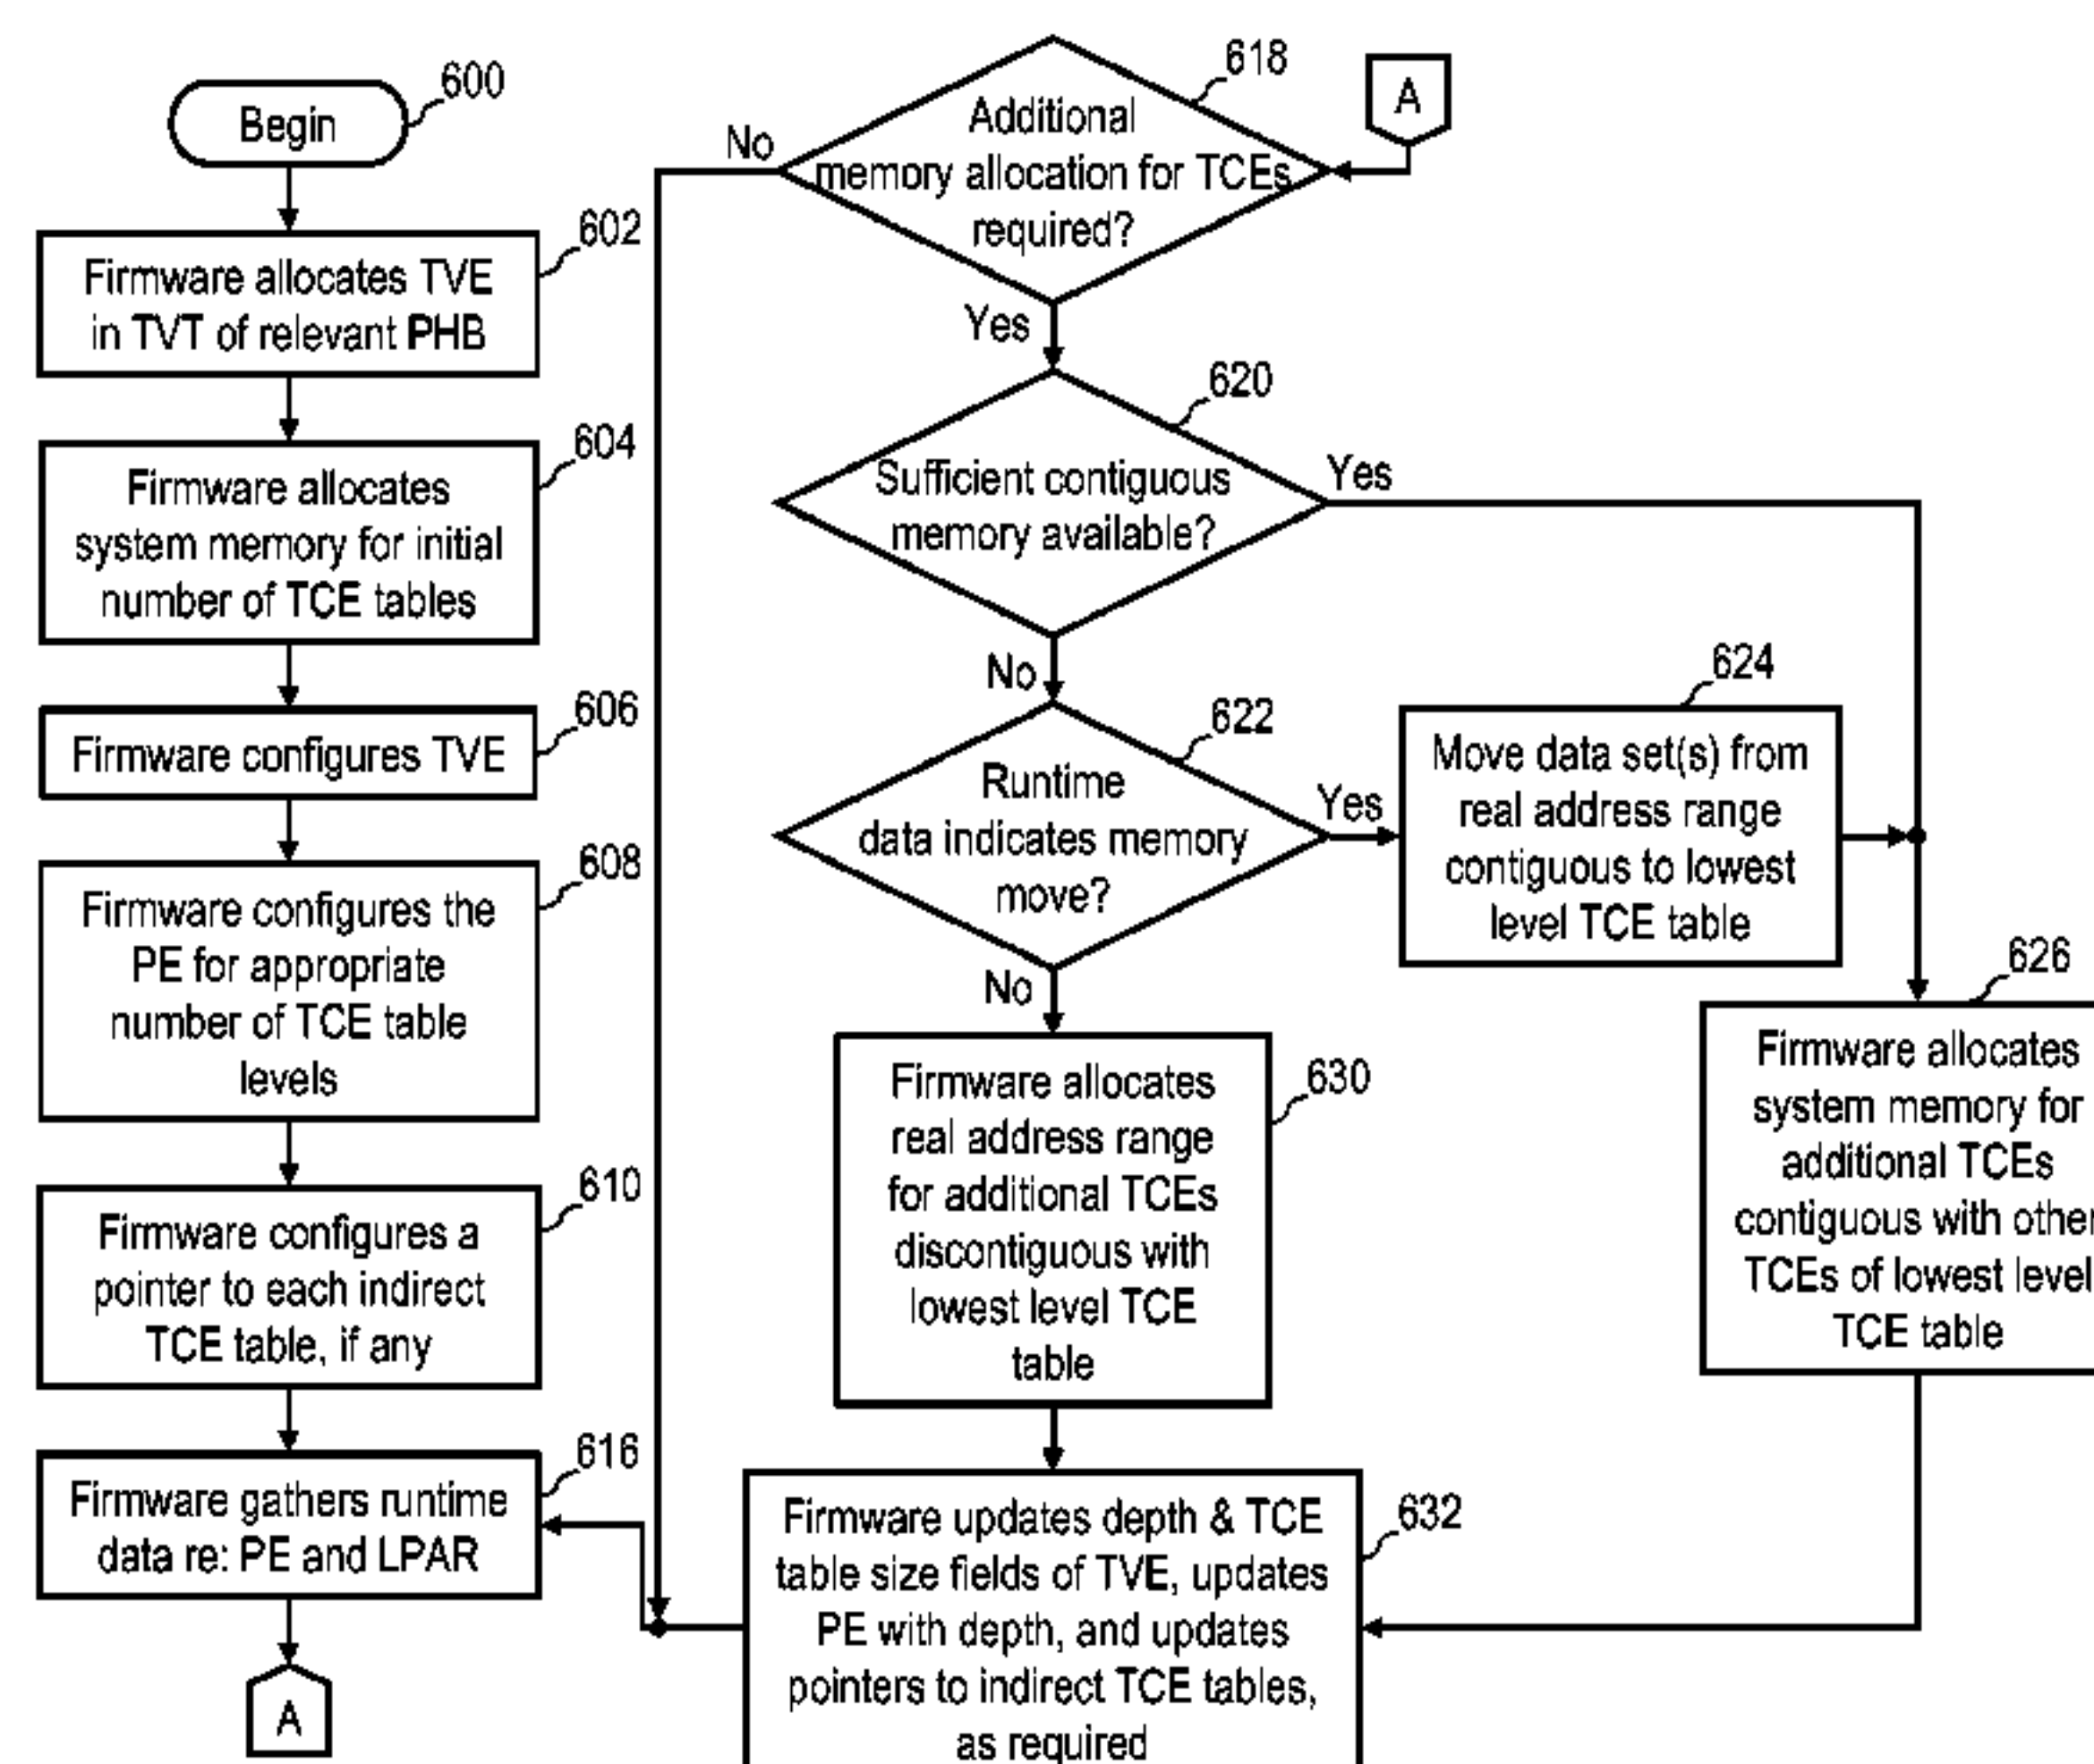 600
Begin
602
Firmware allocates TVE
in TVT of relevant PHB
604
Firmware allocates
system memory for initial
number of TCE tables
606
Firmware configures TVE
608
Firmware configures the
PE for appropriate
number of TCE table
levels
610
Firmware configures a
pointer to each indirect
TCE table, if any
616
Firmware gathers runtime
data re: PE and LPAR
A
A
618
Additional
memory allocation for TCEs
required?
No
Yes
620
Sufficient contiguous
memory available?
Yes
No
622
Runtime
data indicates memory
move?
Yes
No
624
Move data set(s) from
real address range
contiguous to lowest
level TCE table
626
Firmware allocates
system memory for
additional TCEs
contiguous with other
TCEs of lowest level
TCE table
630
Firmware allocates
real address range
for additional TCEs
discontiguous with
lowest level TCE
table
632
Firmware updates depth & TCE
table size fields of TVE, updates
PE with depth, and updates
pointers to indirect TCE tables,
as required